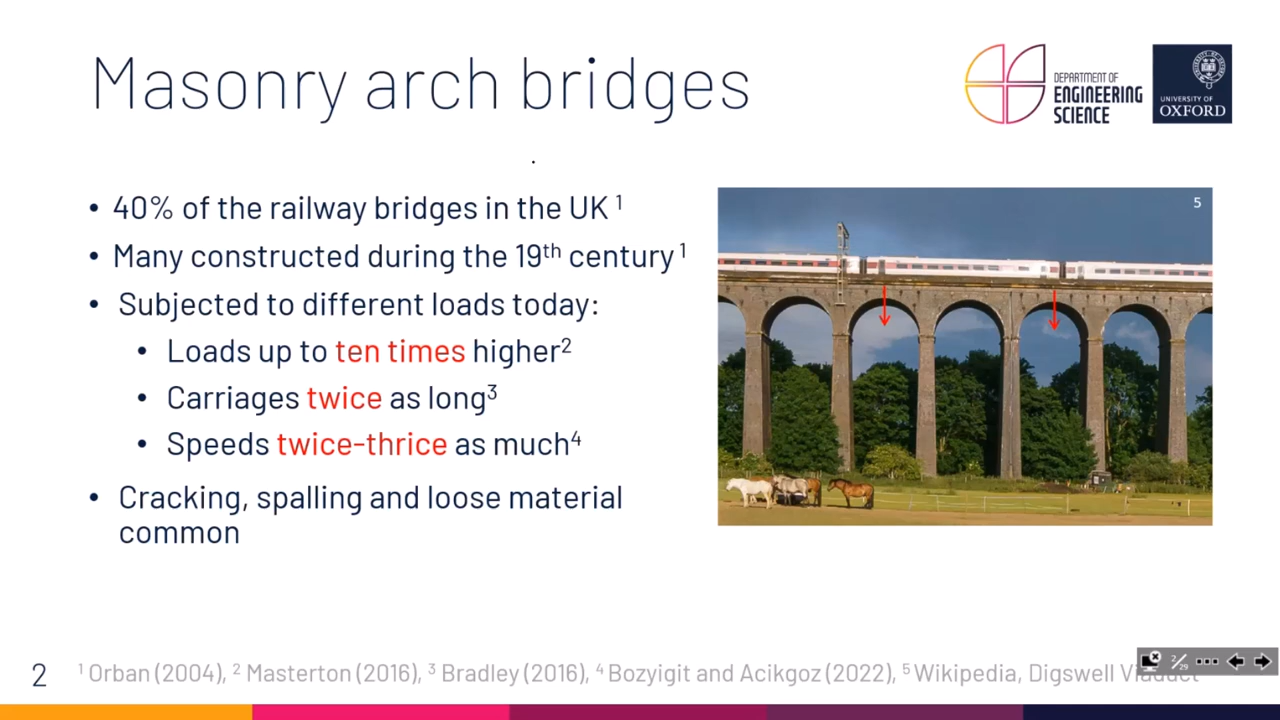 Masonry arch bridges
DEPARTMENT OF
ENGINEERING
SCIENCE
UNIVERSITY OF
OXFORD
• 40% of the railway bridges in the UK ¹
• Many constructed during the 19th century ¹
• Subjected to different loads today:
• Loads up to ten times higher²
• Carriages twice as long³
• Speeds twice-thrice as much⁴
• Cracking, spalling and loose material
common
5
2
¹ Orban (2004), ² Masterton (2016), ³ Bradley (2016), ⁴ Bozyigit and Acikgoz (2022), ⁵ Wikipedia, Digswell Viaduct
2/29